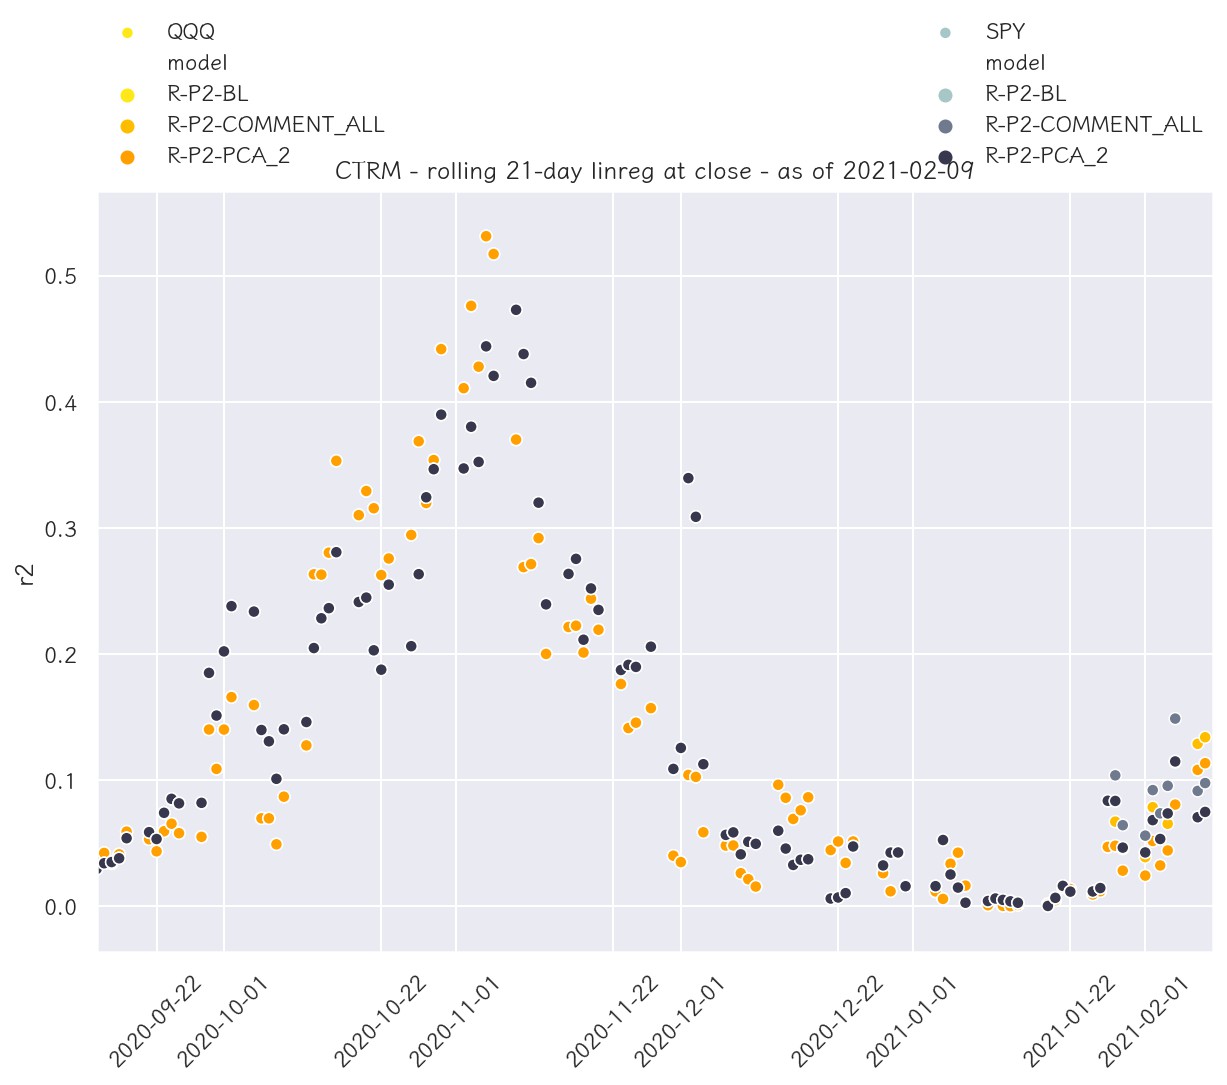 QQQ
model
R-P2-BL
R-P2-COMMENT_ALL
R-P2-PCA_2
SPY
model
R-P2-BL
R-P2-COMMENT_ALL
R-P2-PCA_2
CTRM - rolling 21-day linreg at close - as of 2021-02-09
r2
0.5
0.4
0.3
0.2
0.1
0.0
2020-09-22
2020-10-01
2020-10-22
2020-11-01
2020-11-22
2020-12-01
2020-12-22
2021-01-01
2021-01-22
2021-02-01